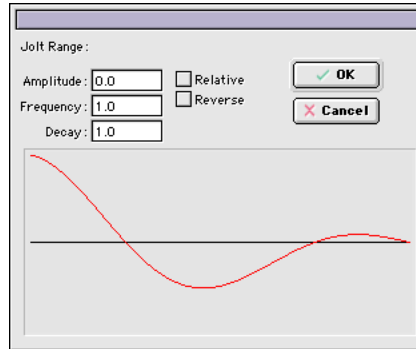 Jolt Range:
Amplitude: 0.0
Relative
OK
Frequency: 1.0
Reverse
Cancel
Decay: 1.0